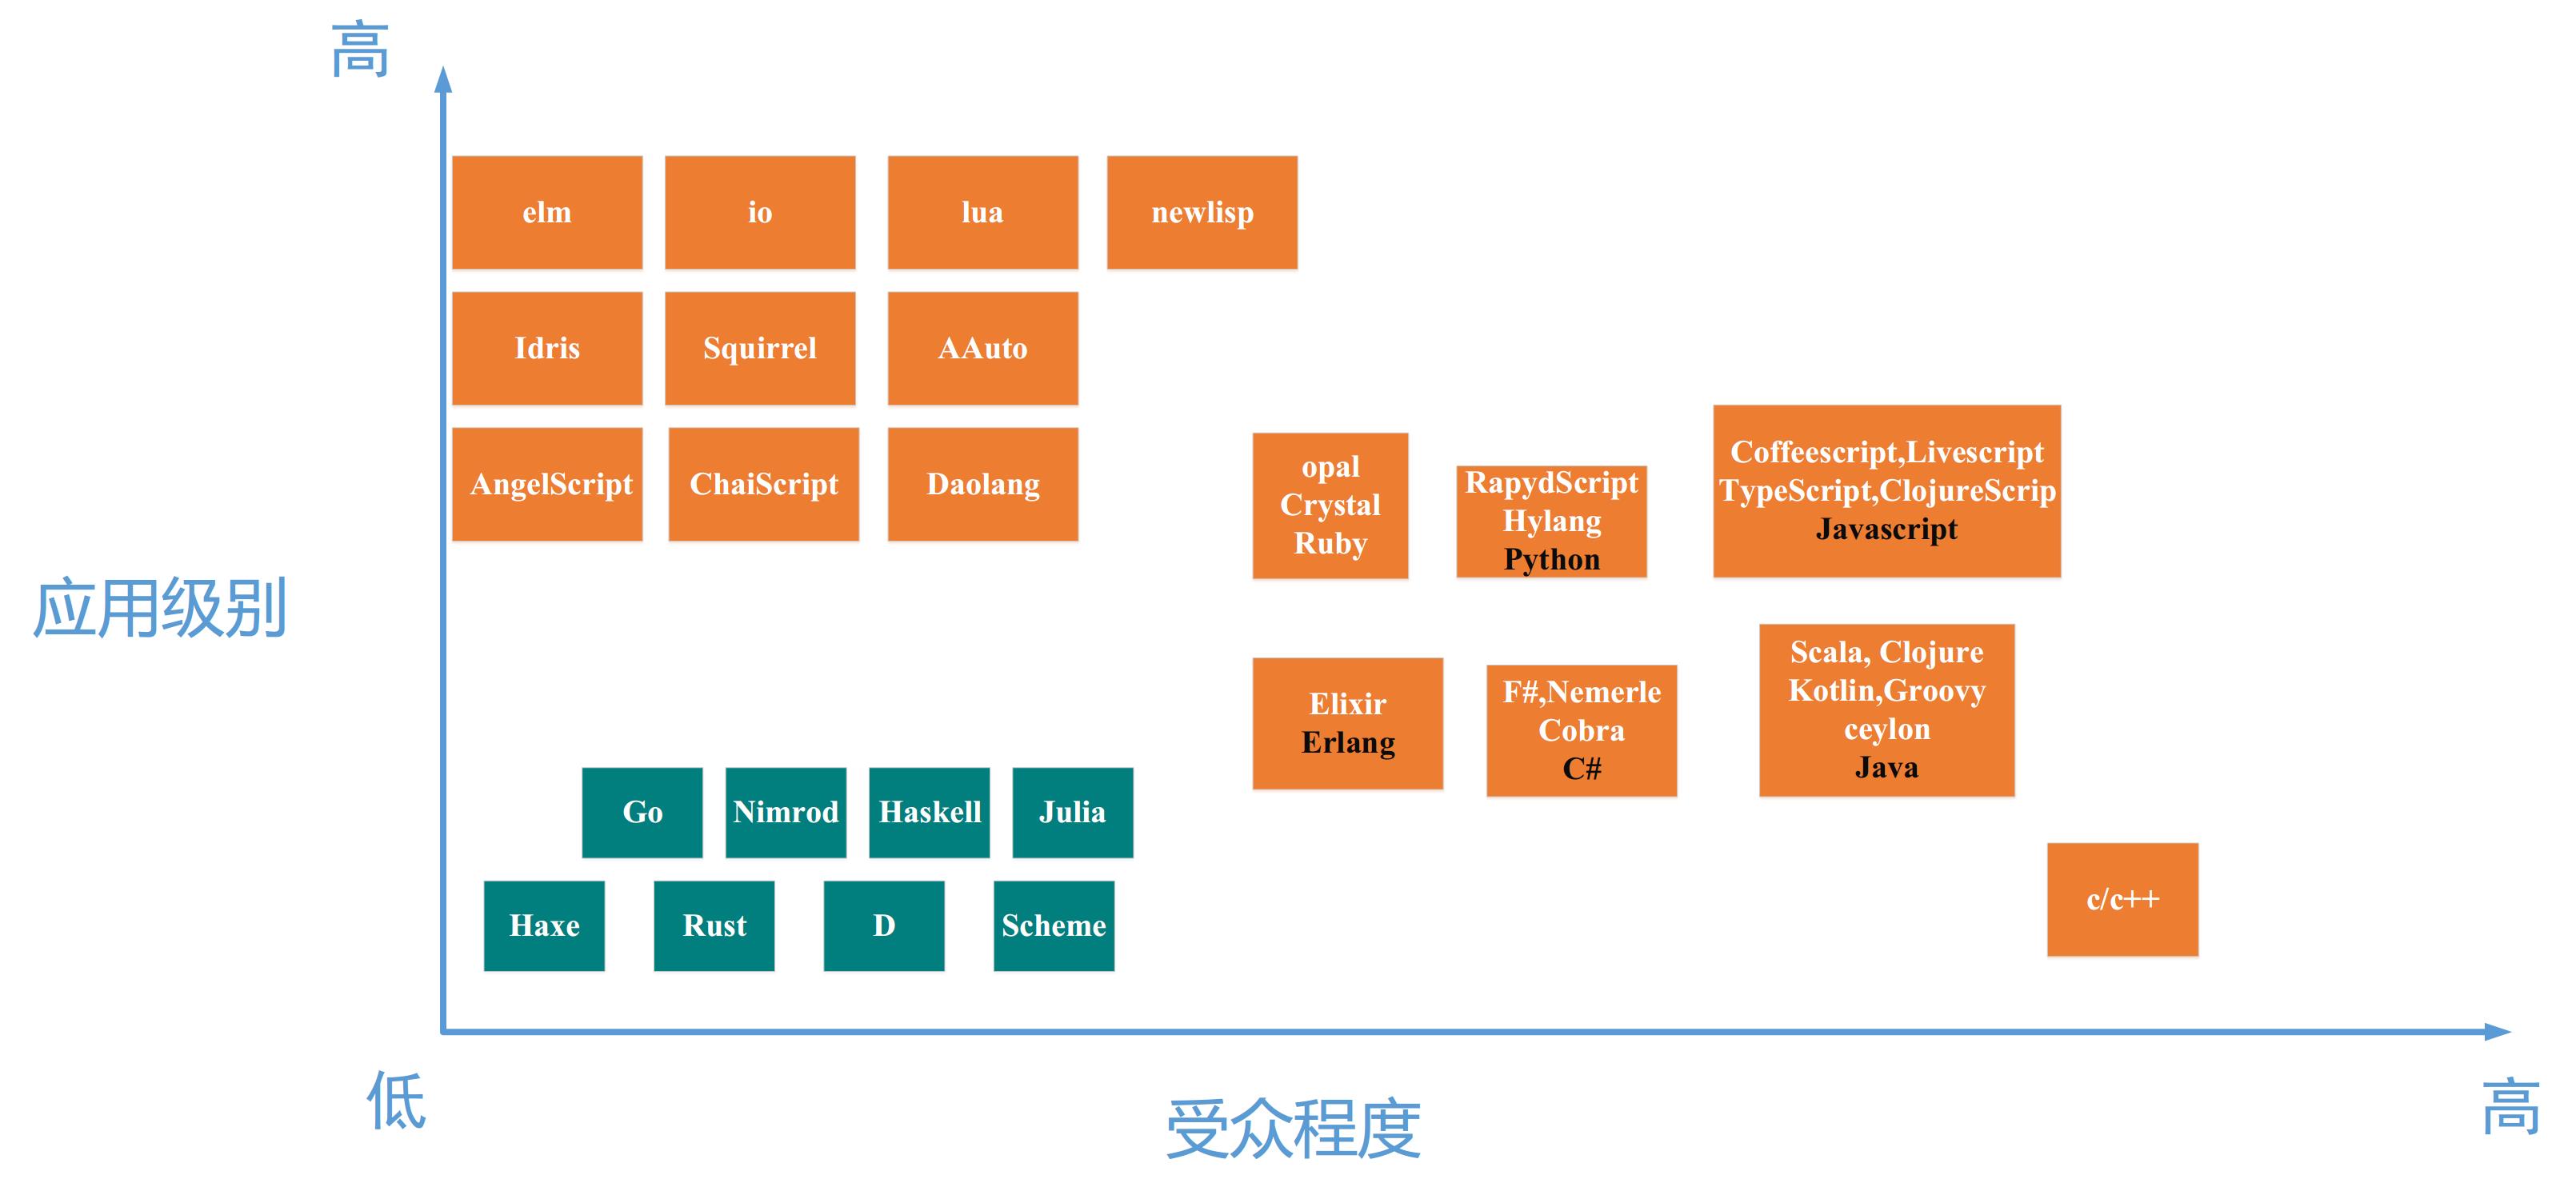 高
elm
io
lua
newlisp
Idris
Squirrel
AAuto
AngelScript
ChaiScript
Daolang
opal
Crystal
Ruby
RapydScript
Hylang
Python
Coffeescript,Livescript
TypeScript,ClojureScrip
Javascript
应用级别
Elixir
Erlang
F#,Nemerle
Cobra
C#
Scala, Clojure
Kotlin,Groovy
ceylon
Java
Go
Nimrod
Haskell
Julia
c/c++
Haxe
Rust
D
Scheme
低
受众程度
高